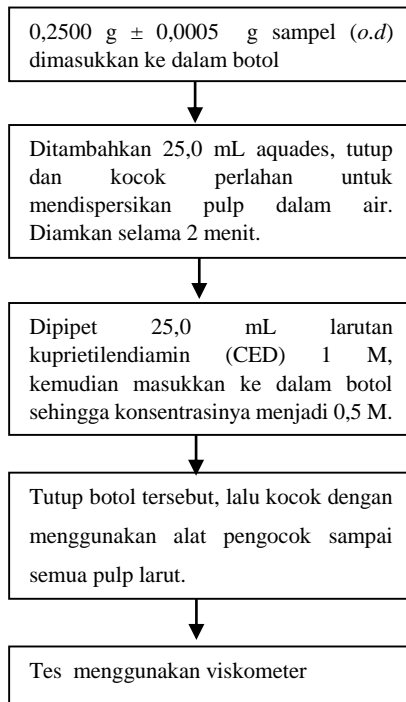 0,2500 g ± 0,0005 g sampel (o.d)
dimasukkan ke dalam botol
Ditambahkan 25,0 mL aquades, tutup
dan kocok perlahan untuk
mendispersikan pulp dalam air.
Diamkan selama 2 menit.
Dipipet 25,0 mL larutan
kuprietilendiamin (CED) 1 M,
kemudian masukkan ke dalam botol
sehingga konsentrasinya menjadi 0,5 M.
Tutup botol tersebut, lalu kocok dengan
menggunakan alat pengocok sampai
semua pulp larut.
Tes menggunakan viskometer